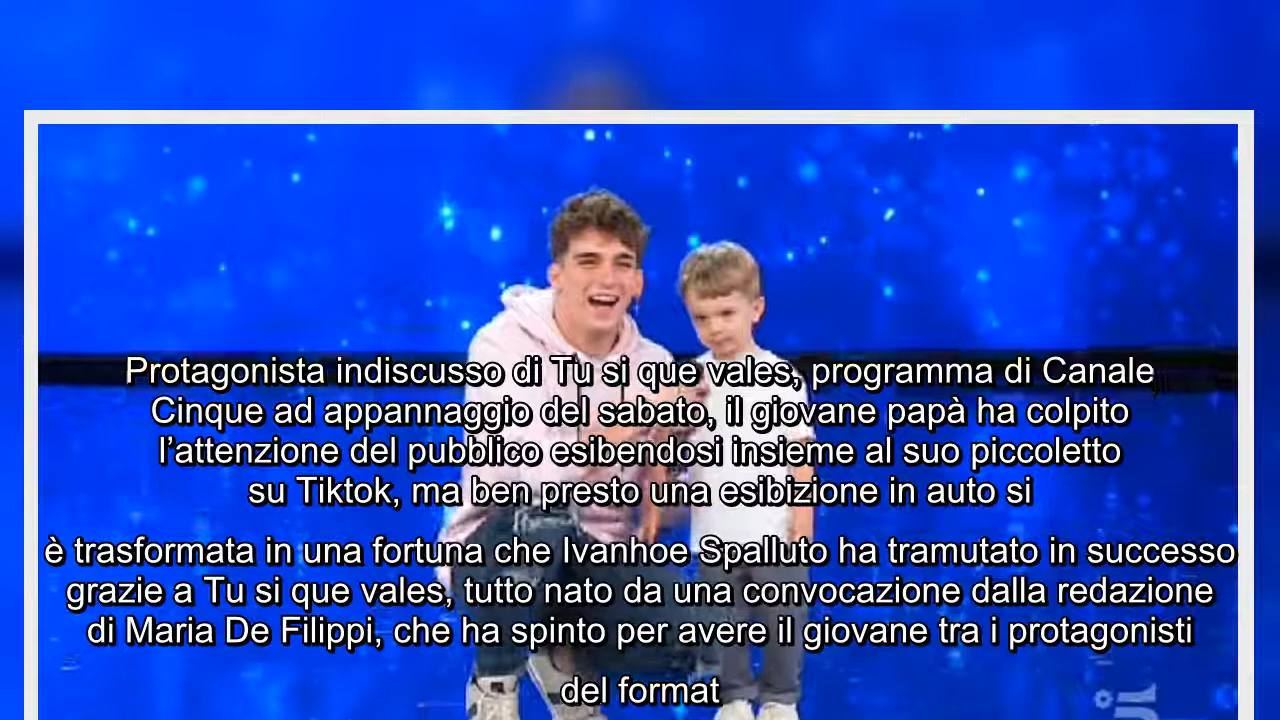 Protagonista indiscusso di Tu si que vales, programma di Canale
Cinque ad appannaggio del sabato, il giovane papà ha colpito
l’attenzione del pubblico esibendosi insieme al suo piccoletto
su Tiktok, ma ben presto una esibizione in auto si
è trasformata in una fortuna che Ivanhoe Spalluto ha tramutato in successo
grazie a Tu si que vales, tutto nato da una convocazione dalla redazione
di Maria De Filippi, che ha spinto per avere il giovane tra i protagonisti
del format